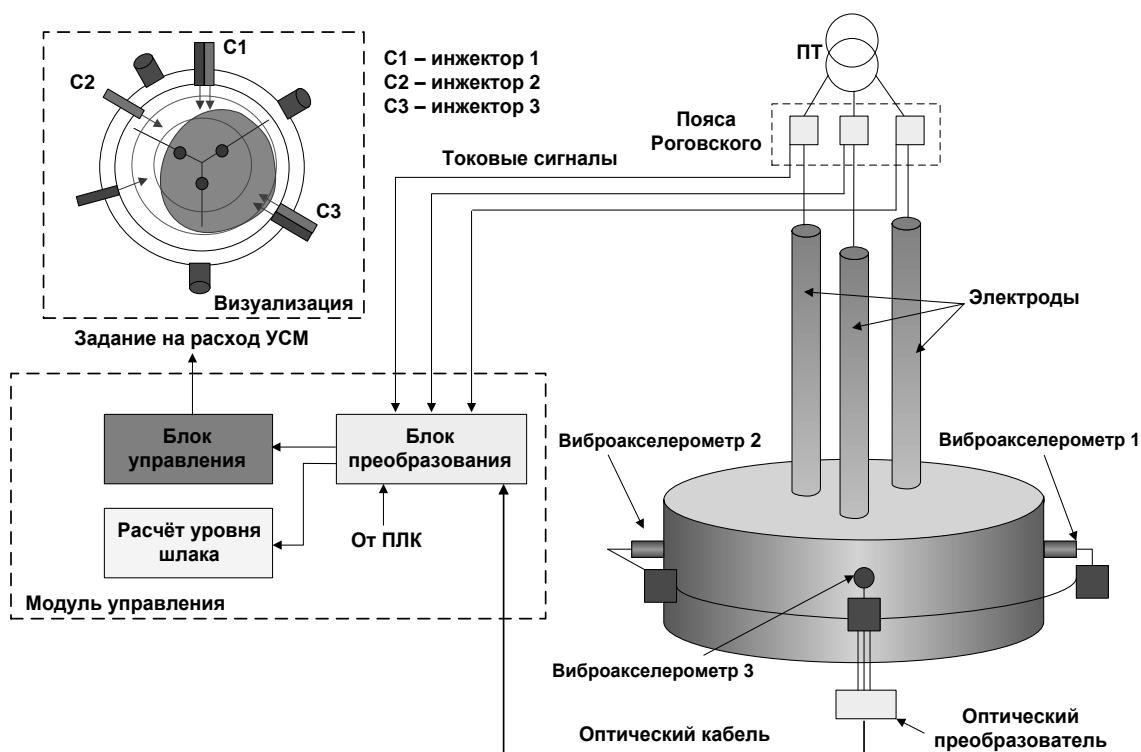 С1
С2
С3
Визуализация
С1 – инжектор 1
С2 – инжектор 2
С3 – инжектор 3
ПТ
Пояса
Роговского
Токовые сигналы
Электроды
Задание на расход УСМ
Блок
управления
Блок
преобразования
Расчёт уровня
шлака
От ПЛК
Модуль управления
Виброакселерометр 2
Виброакселерометр 1
Виброакселерометр 3
Оптический кабель
Оптический
преобразователь